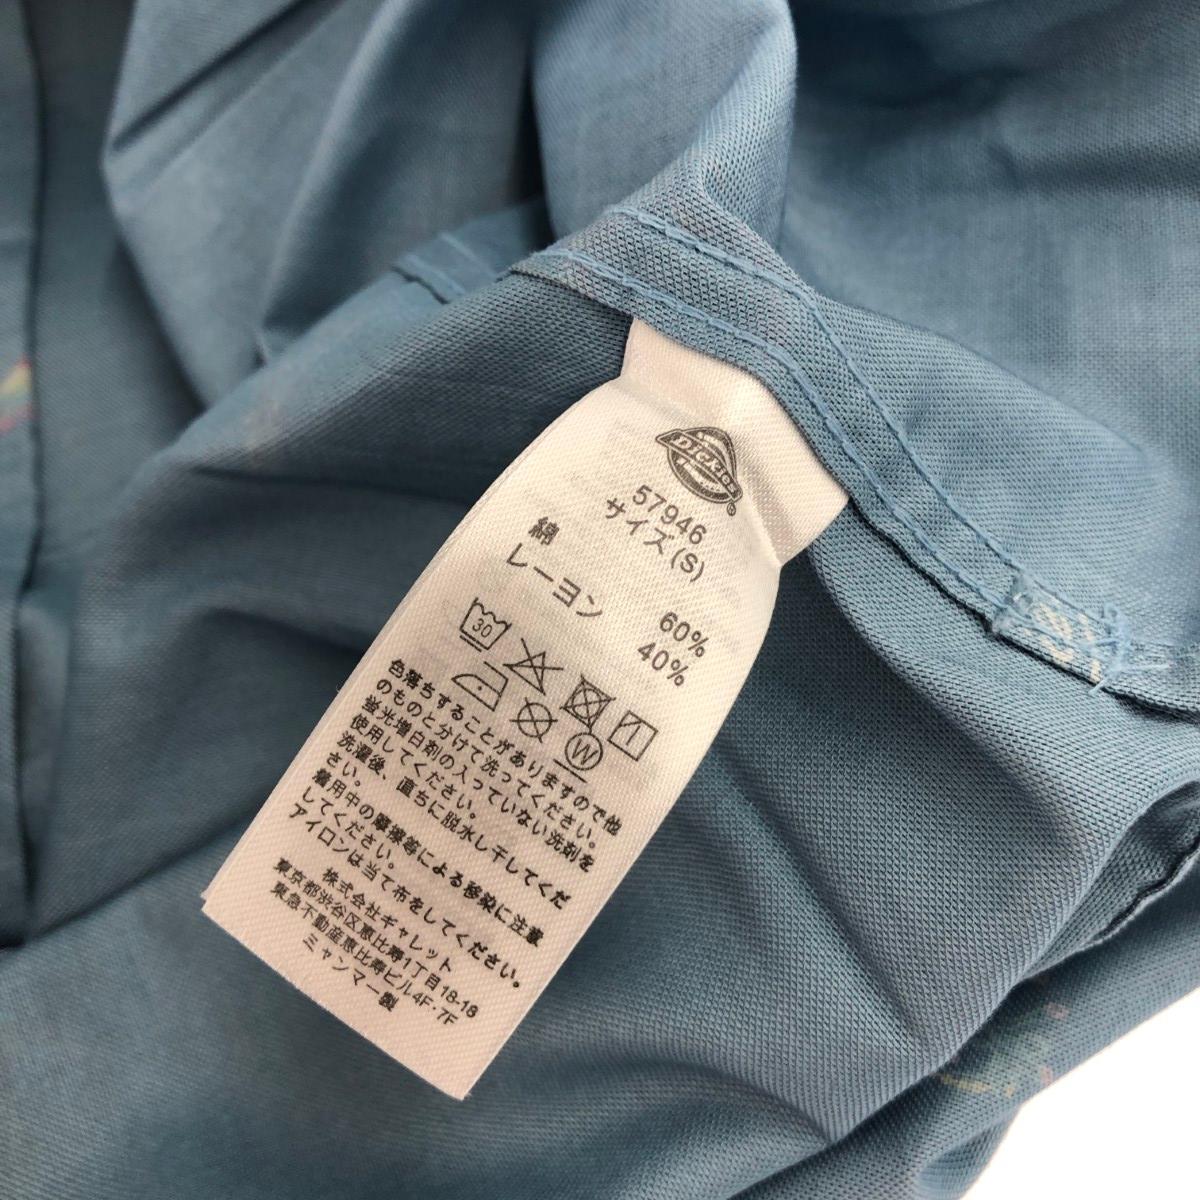 DICKIES
®
57946
サイズ(S)
綿 60%
レーヨン 40%
30
W
色落ちすることがありますので他
のものと分けて洗ってください。
蛍光増白剤の入っていない洗剤を
使用してください。
洗濯後、直ちに脱水し干してくだ
さい。
着用中の摩擦等による移染に注意
してください。
アイロンは当て布をしてください。
株式会社ギャレット
東京都渋谷区恵比寿1丁目18-18
東急不動産恵比寿ビル4F・7F
ミャンマー製